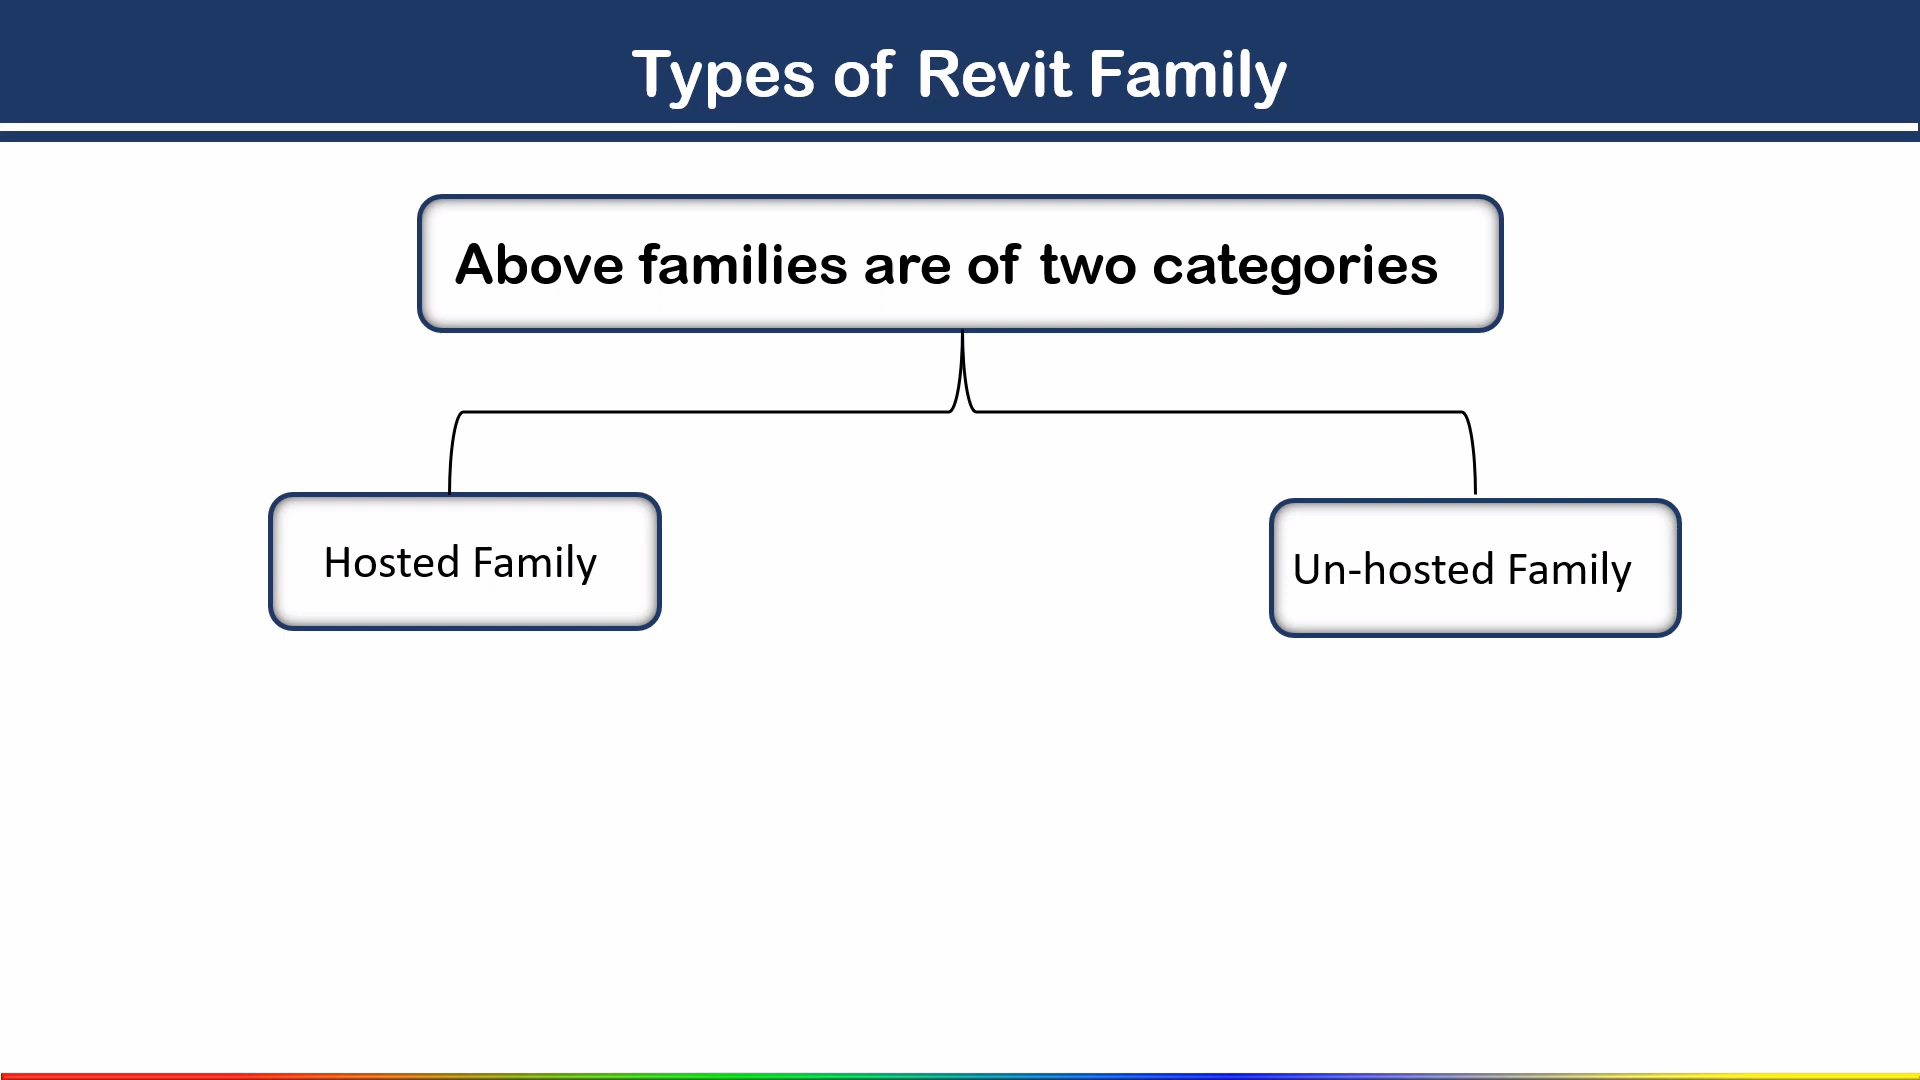 Types of Revit Family
Above families are of two categories
Hosted Family
Un-hosted Family